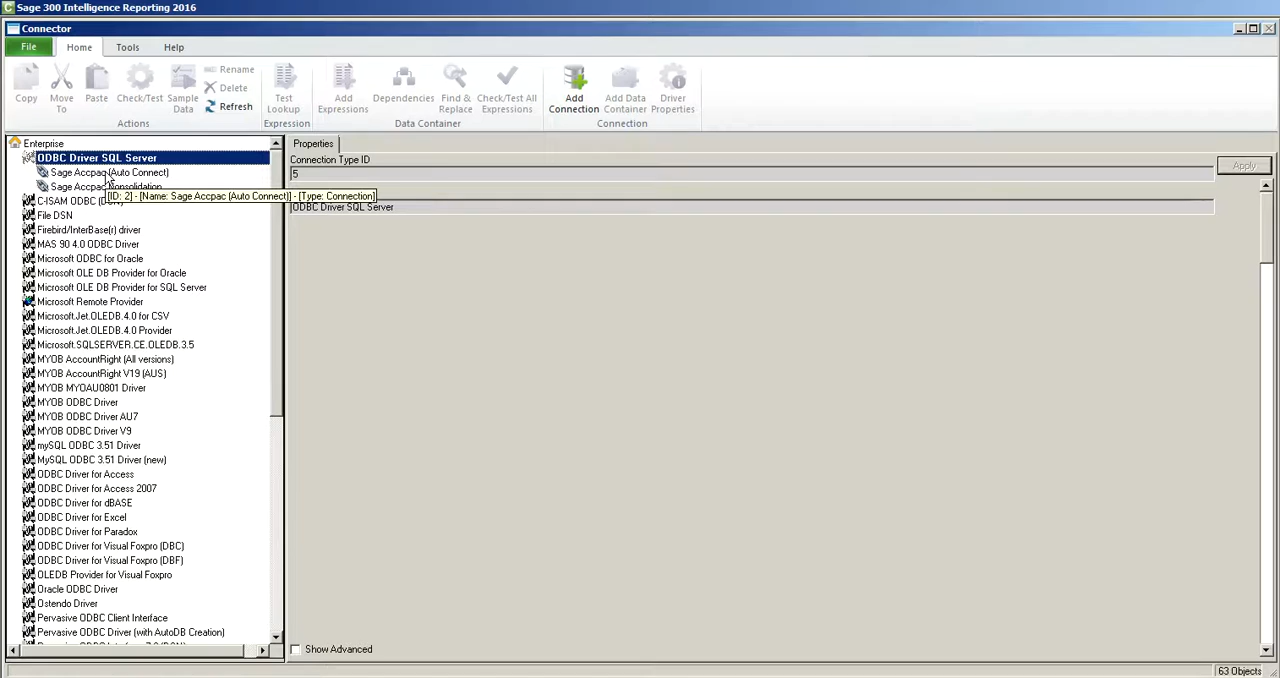 Sage 300 Intelligence Reporting 2016
Connector
File Home Tools Help
Copy Move To Paste Check/Test Sample Data Rename Delete Refresh
Actions
Test Lookup
Expression
Add Expressions Dependencies Find & Replace Check/Test All Expressions
Data Container
Add Connection Add Data Container Driver Properties
Connection
Enterprise
ODBC Driver SQL Server
Sage Accpac (Auto Connect)
Sage Accpac Consolidation
[ID: 2] - [Name: Sage Accpac (Auto Connect)] - [Type: Connection]
C-ISAM ODBC (DSN)
File DSN
Firebird/InterBase(r) driver
MAS 90 4.0 ODBC Driver
Microsoft ODBC for Oracle
Microsoft OLE DB Provider for Oracle
Microsoft OLE DB Provider for SQL Server
Microsoft Remote Provider
Microsoft.Jet.OLEDB.4.0 for CSV
Microsoft.Jet.OLEDB.4.0 Provider
Microsoft.SQLSERVER.CE.OLEDB.3.5
MYOB AccountRight (All versions)
MYOB AccountRight V19 (AUS)
MYOB MYOAU0801 Driver
MYOB ODBC Driver
MYOB ODBC Driver AU7
MYOB ODBC Driver V9
mySQL ODBC 3.51 Driver
MySQL ODBC 3.51 Driver (new)
ODBC Driver for Access
ODBC Driver for Access 2007
ODBC Driver for dBASE
ODBC Driver for Excel
ODBC Driver for Paradox
ODBC Driver for Visual Foxpro (DBC)
ODBC Driver for Visual Foxpro (DBF)
OLEDB Provider for Visual Foxpro
Oracle ODBC Driver
Ostendo Driver
Pervasive ODBC Client Interface
Pervasive ODBC Driver (with AutoDB Creation)
Properties
Connection Type ID
5
Apply
ODBC Driver SQL Server
Show Advanced
63 Objects